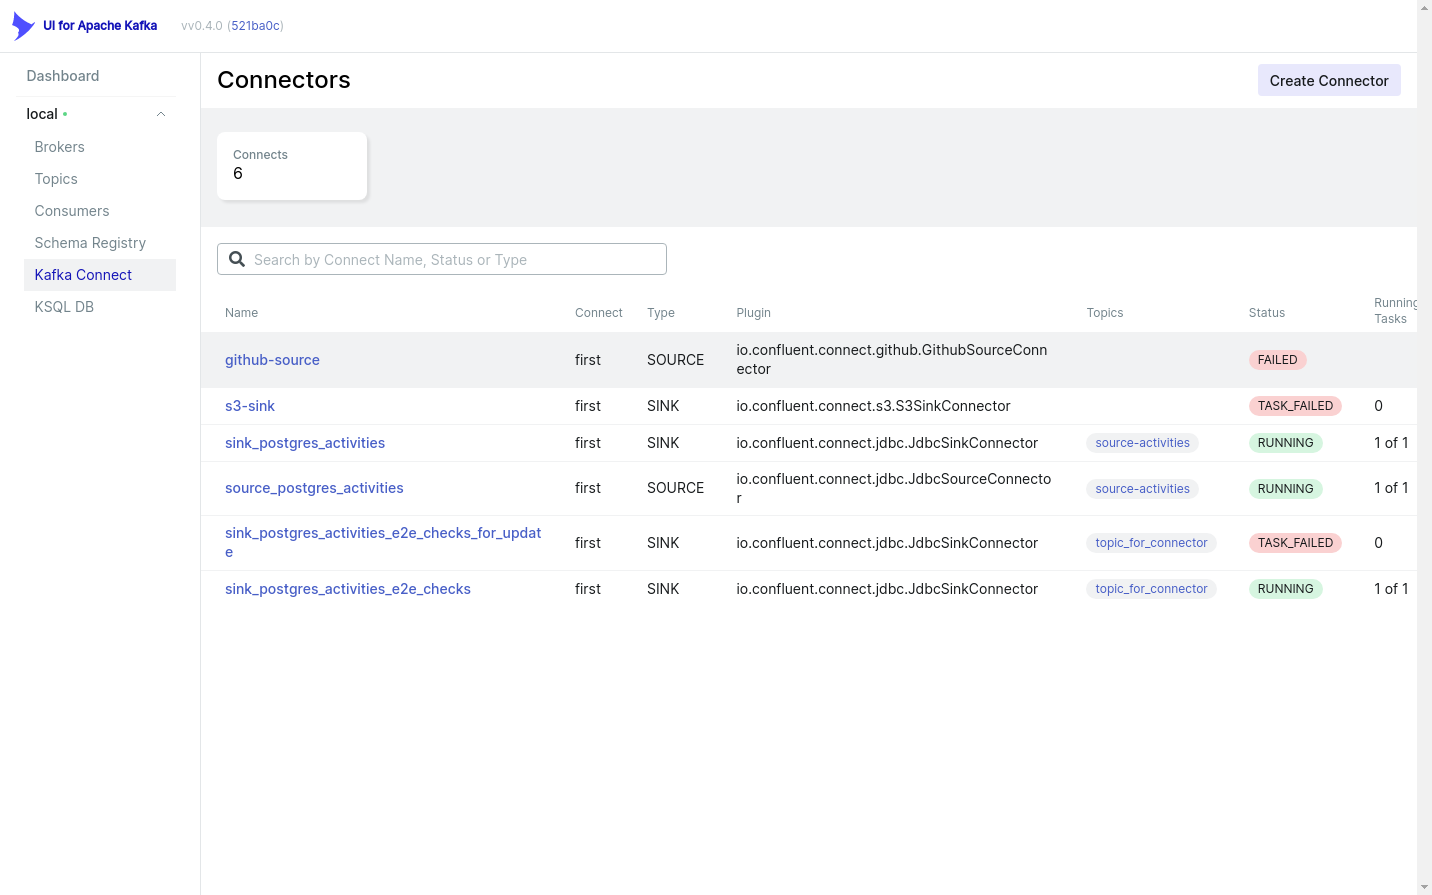 UI for Apache Kafka vv0.4.0 (521ba0c)
Dashboard
local
Brokers
Topics
Consumers
Schema Registry
Kafka Connect
KSQL DB
Connectors
Create Connector
Connects
6
Search by Connect Name, Status or Type
Name Connect Type Plugin Topics Status Running
Tasks
github-source first SOURCE io.confluent.connect.github.GithubSourceConn
ector FAILED
s3-sink first SINK io.confluent.connect.s3.S3SinkConnector TASK_FAILED 0
sink_postgres_activities first SINK io.confluent.connect.jdbc.JdbcSinkConnector source-activities RUNNING 1 of 1
source_postgres_activities first SOURCE io.confluent.connect.jdbc.JdbcSourceConnecto
r source-activities RUNNING 1 of 1
sink_postgres_activities_e2e_checks_for_updat
e first SINK io.confluent.connect.jdbc.JdbcSinkConnector topic_for_connector TASK_FAILED 0
sink_postgres_activities_e2e_checks first SINK io.confluent.connect.jdbc.JdbcSinkConnector topic_for_connector RUNNING 1 of 1